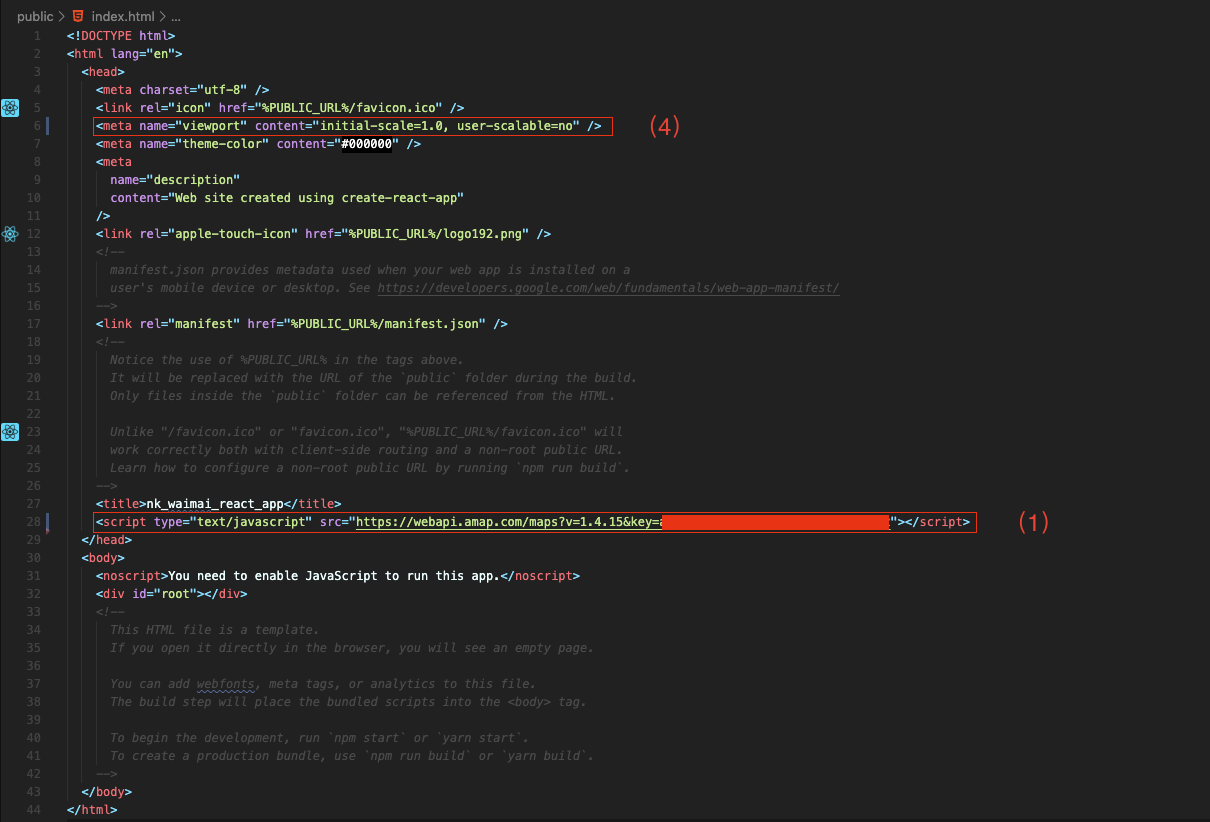 public > index.html > ...
1 <!DOCTYPE html>
2 <html lang="en">
3 <head>
4 <meta charset="utf-8" />
5 <link rel="icon" href="%PUBLIC_URL%/favicon.ico" />
6 <meta name="viewport" content="initial-scale=1.0, user-scalable=no" /> (4)
7 <meta name="theme-color" content="#000000" />
8 <meta
9 name="description"
10 content="Web site created using create-react-app"
11 />
12 <link rel="apple-touch-icon" href="%PUBLIC_URL%/logo192.png" />
13 <!--
14 manifest.json provides metadata used when your web app is installed on a
15 user's mobile device or desktop. See https://developers.google.com/web/fundamentals/web-app-manifest/
16 -->
17 <link rel="manifest" href="%PUBLIC_URL%/manifest.json" />
18 <!--
19 Notice the use of %PUBLIC_URL% in the tags above.
20 It will be replaced with the URL of the `public` folder during the build.
21 Only files inside the `public` folder can be referenced from the HTML.
22
23 Unlike "/favicon.ico" or "favicon.ico", "%PUBLIC_URL%/favicon.ico" will
24 work correctly both with client-side routing and a non-root public URL.
25 Learn how to configure a non-root public URL by running `npm run build`.
26 -->
27 <title>nk_waimai_react_app</title>
28 <script type="text/javascript" src="https://webapi.amap.com/maps?v=1.4.15&key= "></script> (1)
29 </head>
30 <body>
31 <noscript>You need to enable JavaScript to run this app.</noscript>
32 <div id="root"></div>
33 <!--
34 This HTML file is a template.
35 If you open it directly in the browser, you will see an empty page.
36
37 You can add webfonts, meta tags, or analytics to this file.
38 The build step will place the bundled scripts into the <body> tag.
39
40 To begin the development, run `npm start` or `yarn start`.
41 To create a production bundle, use `npm run build` or `yarn build`.
42 -->
43 </body>
44 </html>